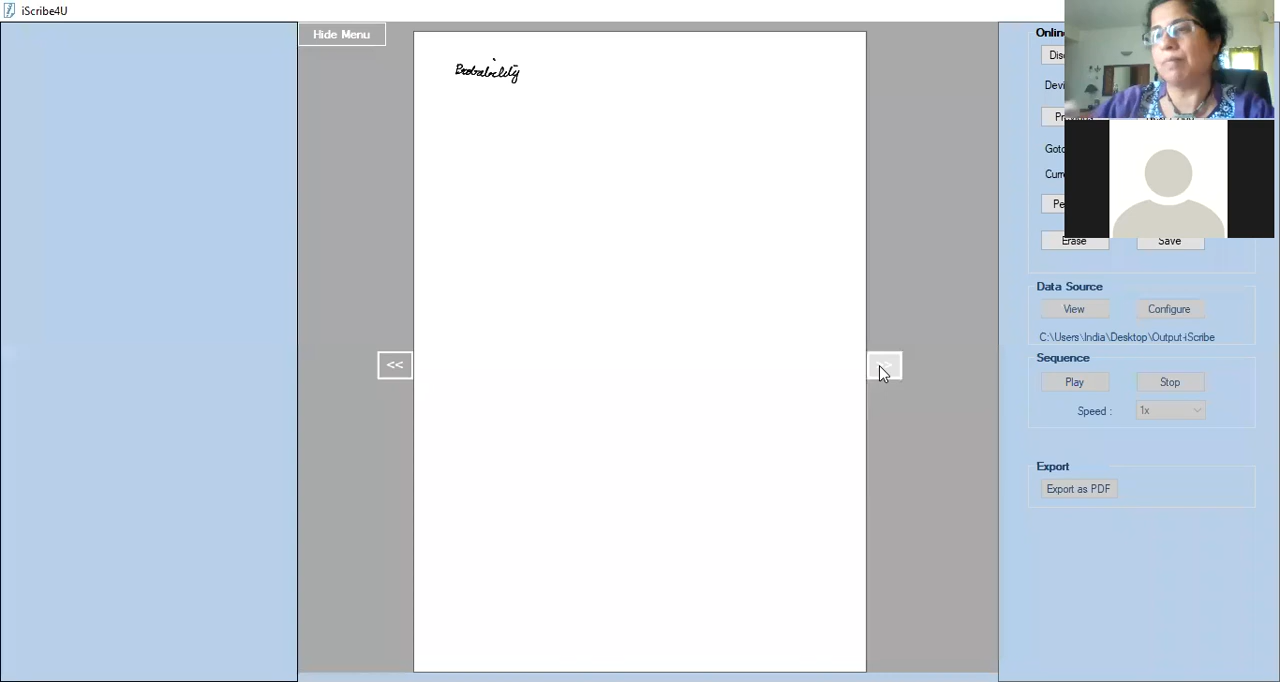 iScribe4U
Hide Menu
Probability
<<
Erase
Save
Data Source
View
Configure
C:\Users\India\Desktop\Output-iScribe
Sequence
Play
Stop
Speed :
1x
Export
Export as PDF